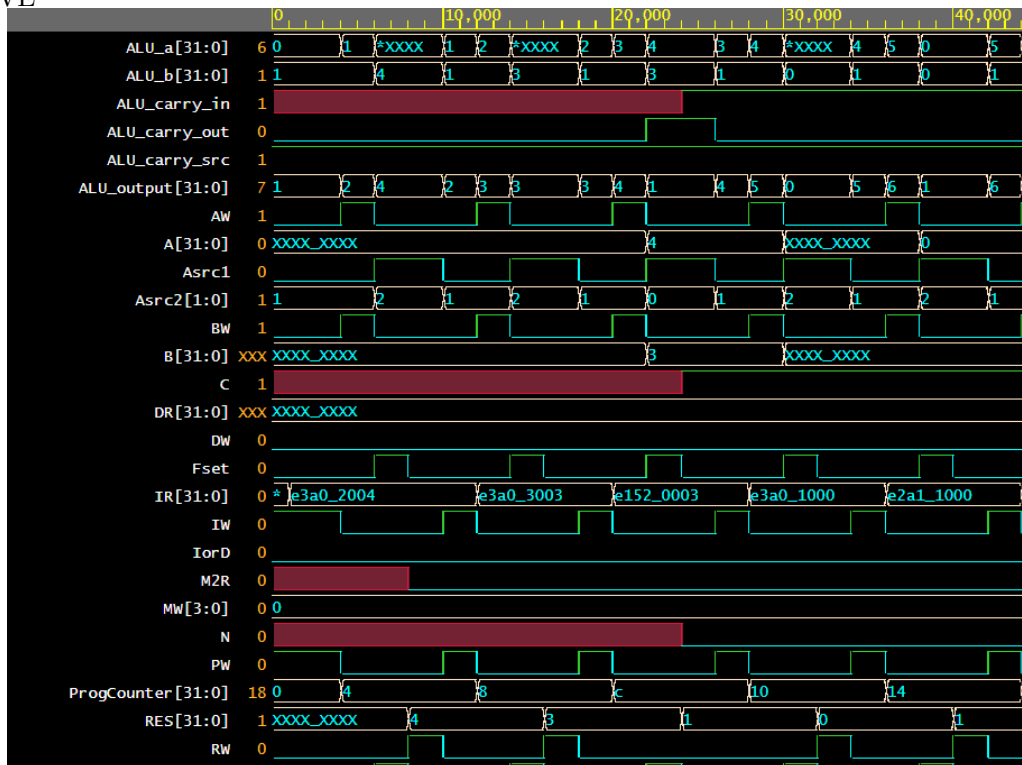 VE
0 10,000 20,000 30,000 40,000
ALU_a[31:0] 6 0 1 *XXXX 1 2 *XXXX 2 3 4 3 4 *XXXX 4 5 0 5
ALU_b[31:0] 1 1 4 1 3 1 3 1 0 1 0 1
ALU_carry_in 1
ALU_carry_out 0
ALU_carry_src 1
ALU_output[31:0] 7 1 2 4 2 3 3 3 4 1 4 5 0 5 6 1 6
AW 1
A[31:0] 0 XXXX_XXXX 4 XXXX_XXXX 0
Asrc1 0
Asrc2[1:0] 1 1 2 1 2 1 0 1 2 1 2 1
BW 1
B[31:0] XXX XXXX_XXXX 3 XXXX_XXXX
C 1
DR[31:0] XXX XXXX_XXXX
DW 0
Fset 0
IR[31:0] 0 * e3a0_2004 e3a0_3003 e152_0003 e3a0_1000 e2a1_1000
IW 0
IorD 0
M2R 0
MW[3:0] 0 0
N 0
PW 0
ProgCounter[31:0] 18 0 4 8 c 10 14
RES[31:0] 1 XXXX_XXXX 4 3 1 0 1
RW 0